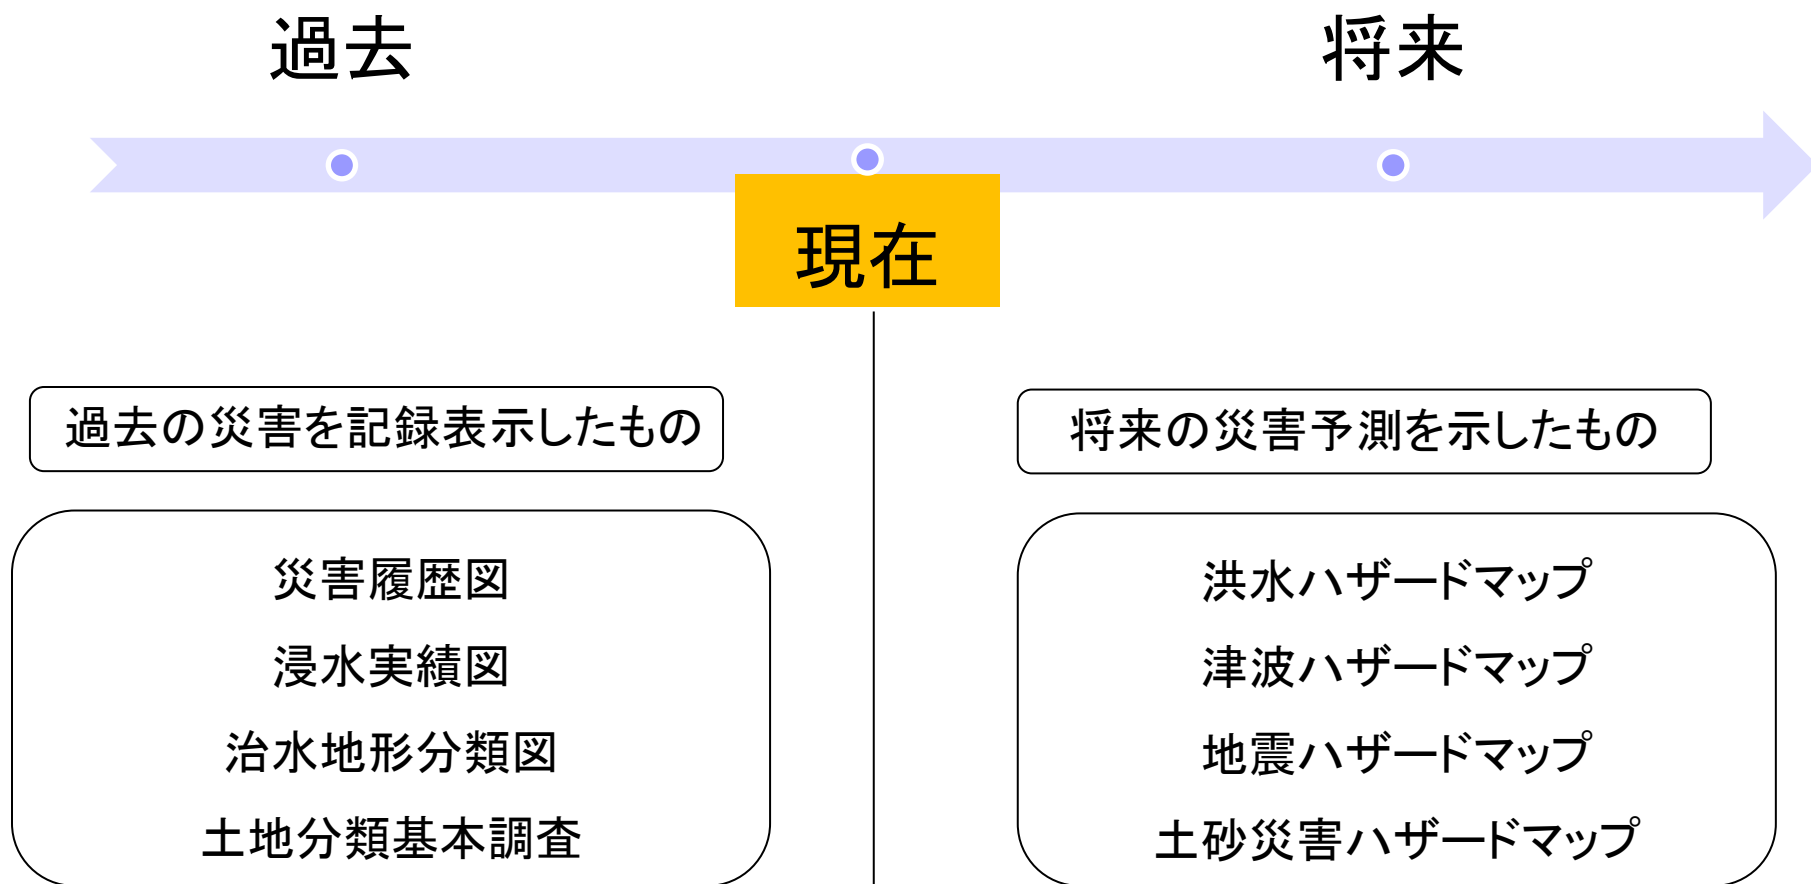 過去
将来
現在
過去の災害を記録表示したもの
災害履歴図
浸水実績図
治水地形分類図
土地分類基本調査
将来の災害予測を示したもの
洪水ハザードマップ
津波ハザードマップ
地震ハザードマップ
土砂災害ハザードマップ